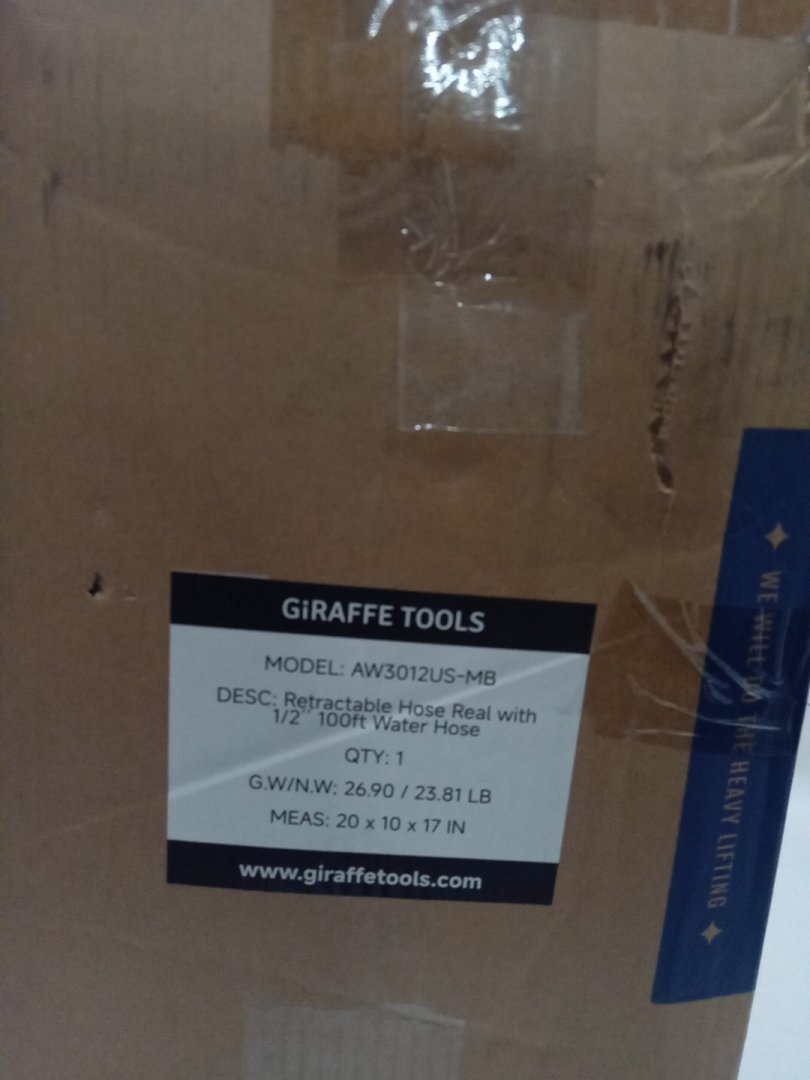 GiRAFFE TOOLS
MODEL: AW3012US-MB
DESC: Retractable Hose Real with
1/2" 100ft Water Hose
QTY: 1
G.W/N.W: 26.90 / 23.81 LB
MEAS: 20 x 10 x 17 IN
www.giraffetools.com
WE WILL DO THE HEAVY LIFTING